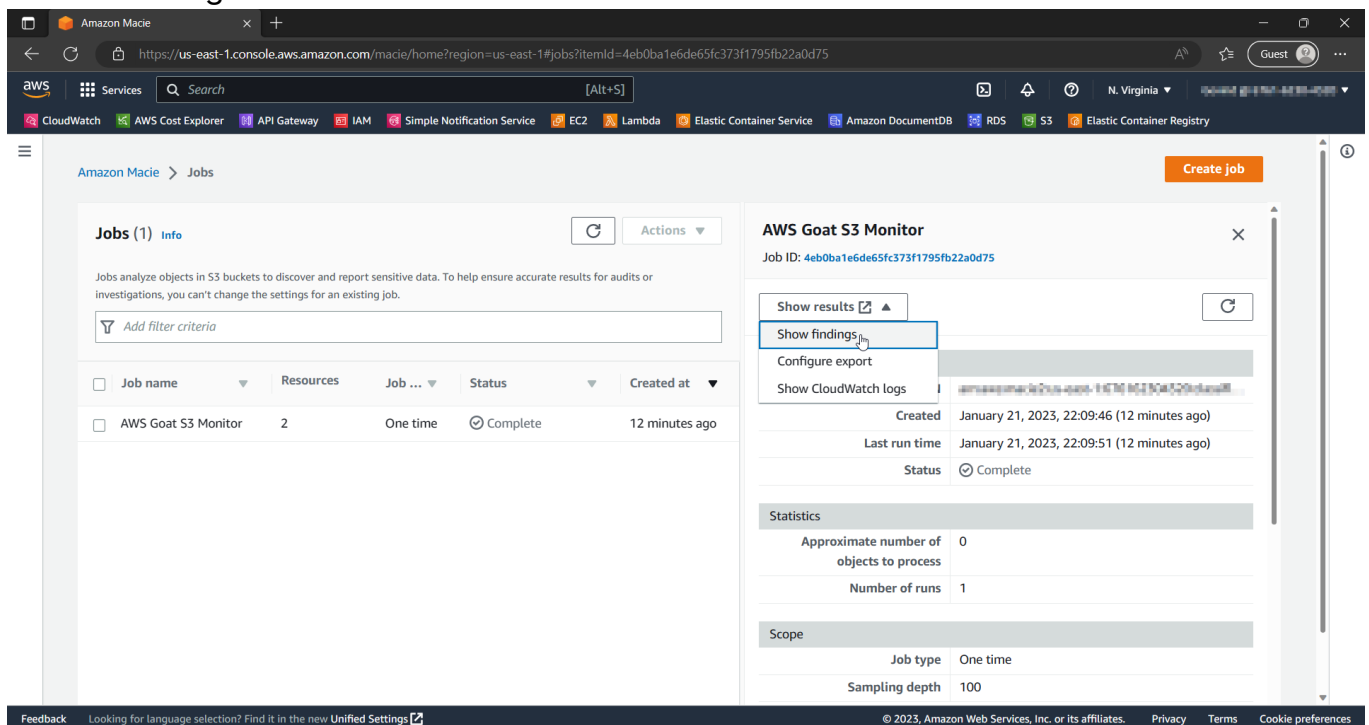 Amazon Macie
https://us-east-1.console.aws.amazon.com/macie/home?region=us-east-1#jobs?itemId=4eb0ba1e6de65fc373f1795fb22a0d75
Guest
aws Services Search [Alt+S] N. Virginia
CloudWatch AWS Cost Explorer API Gateway IAM Simple Notification Service EC2 Lambda Elastic Container Service Amazon DocumentDB RDS S3 Elastic Container Registry
Amazon Macie > Jobs
Create job
Jobs (1) Info
Actions
Jobs analyze objects in S3 buckets to discover and report sensitive data. To help ensure accurate results for audits or
investigations, you can't change the settings for an existing job.
Add filter criteria
Job name Resources Job ... Status Created at
AWS Goat S3 Monitor 2 One time Complete 12 minutes ago
AWS Goat S3 Monitor
Job ID: 4eb0ba1e6de65fc373f1795fb22a0d75
Show results
Show findings
Configure export
Show CloudWatch logs
Created January 21, 2023, 22:09:46 (12 minutes ago)
Last run time January 21, 2023, 22:09:51 (12 minutes ago)
Status Complete
Statistics
Approximate number of 0
objects to process
Number of runs 1
Scope
Job type One time
Sampling depth 100
Feedback Looking for language selection? Find it in the new Unified Settings © 2023, Amazon Web Services, Inc. or its affiliates. Privacy Terms Cookie preferences